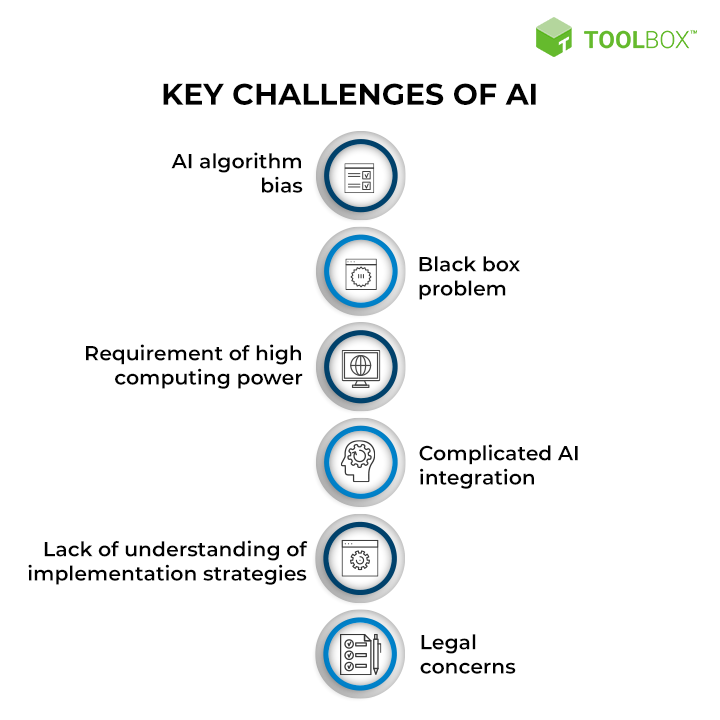 TOOLBOX™
KEY CHALLENGES OF AI
AI algorithm
bias
Black box
problem
Requirement of high
computing power
Complicated AI
integration
Lack of understanding of
implementation strategies
Legal
concerns